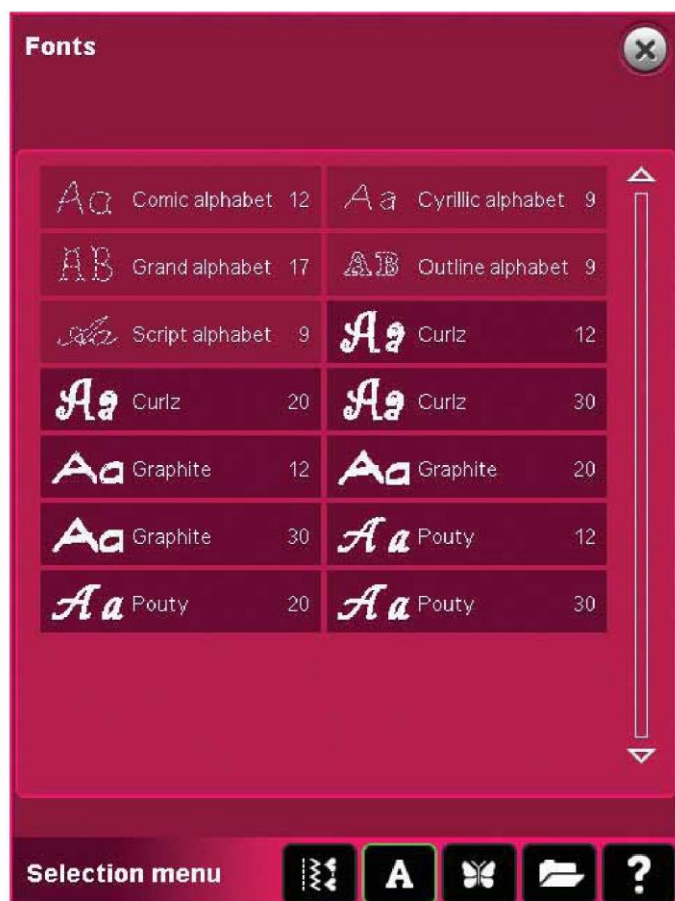 Fonts
Aa Comic alphabet 12 Aa Cyrillic alphabet 9
AB Grand alphabet 17 AB Outline alphabet 9
Aa Script alphabet 9 Aa Curlz 12
Aa Curlz 20 Aa Curlz 30
Aa Graphite 12 Aa Graphite 20
Aa Graphite 30 Aa Pouty 12
Aa Pouty 20 Aa Pouty 30
Selection menu A ?